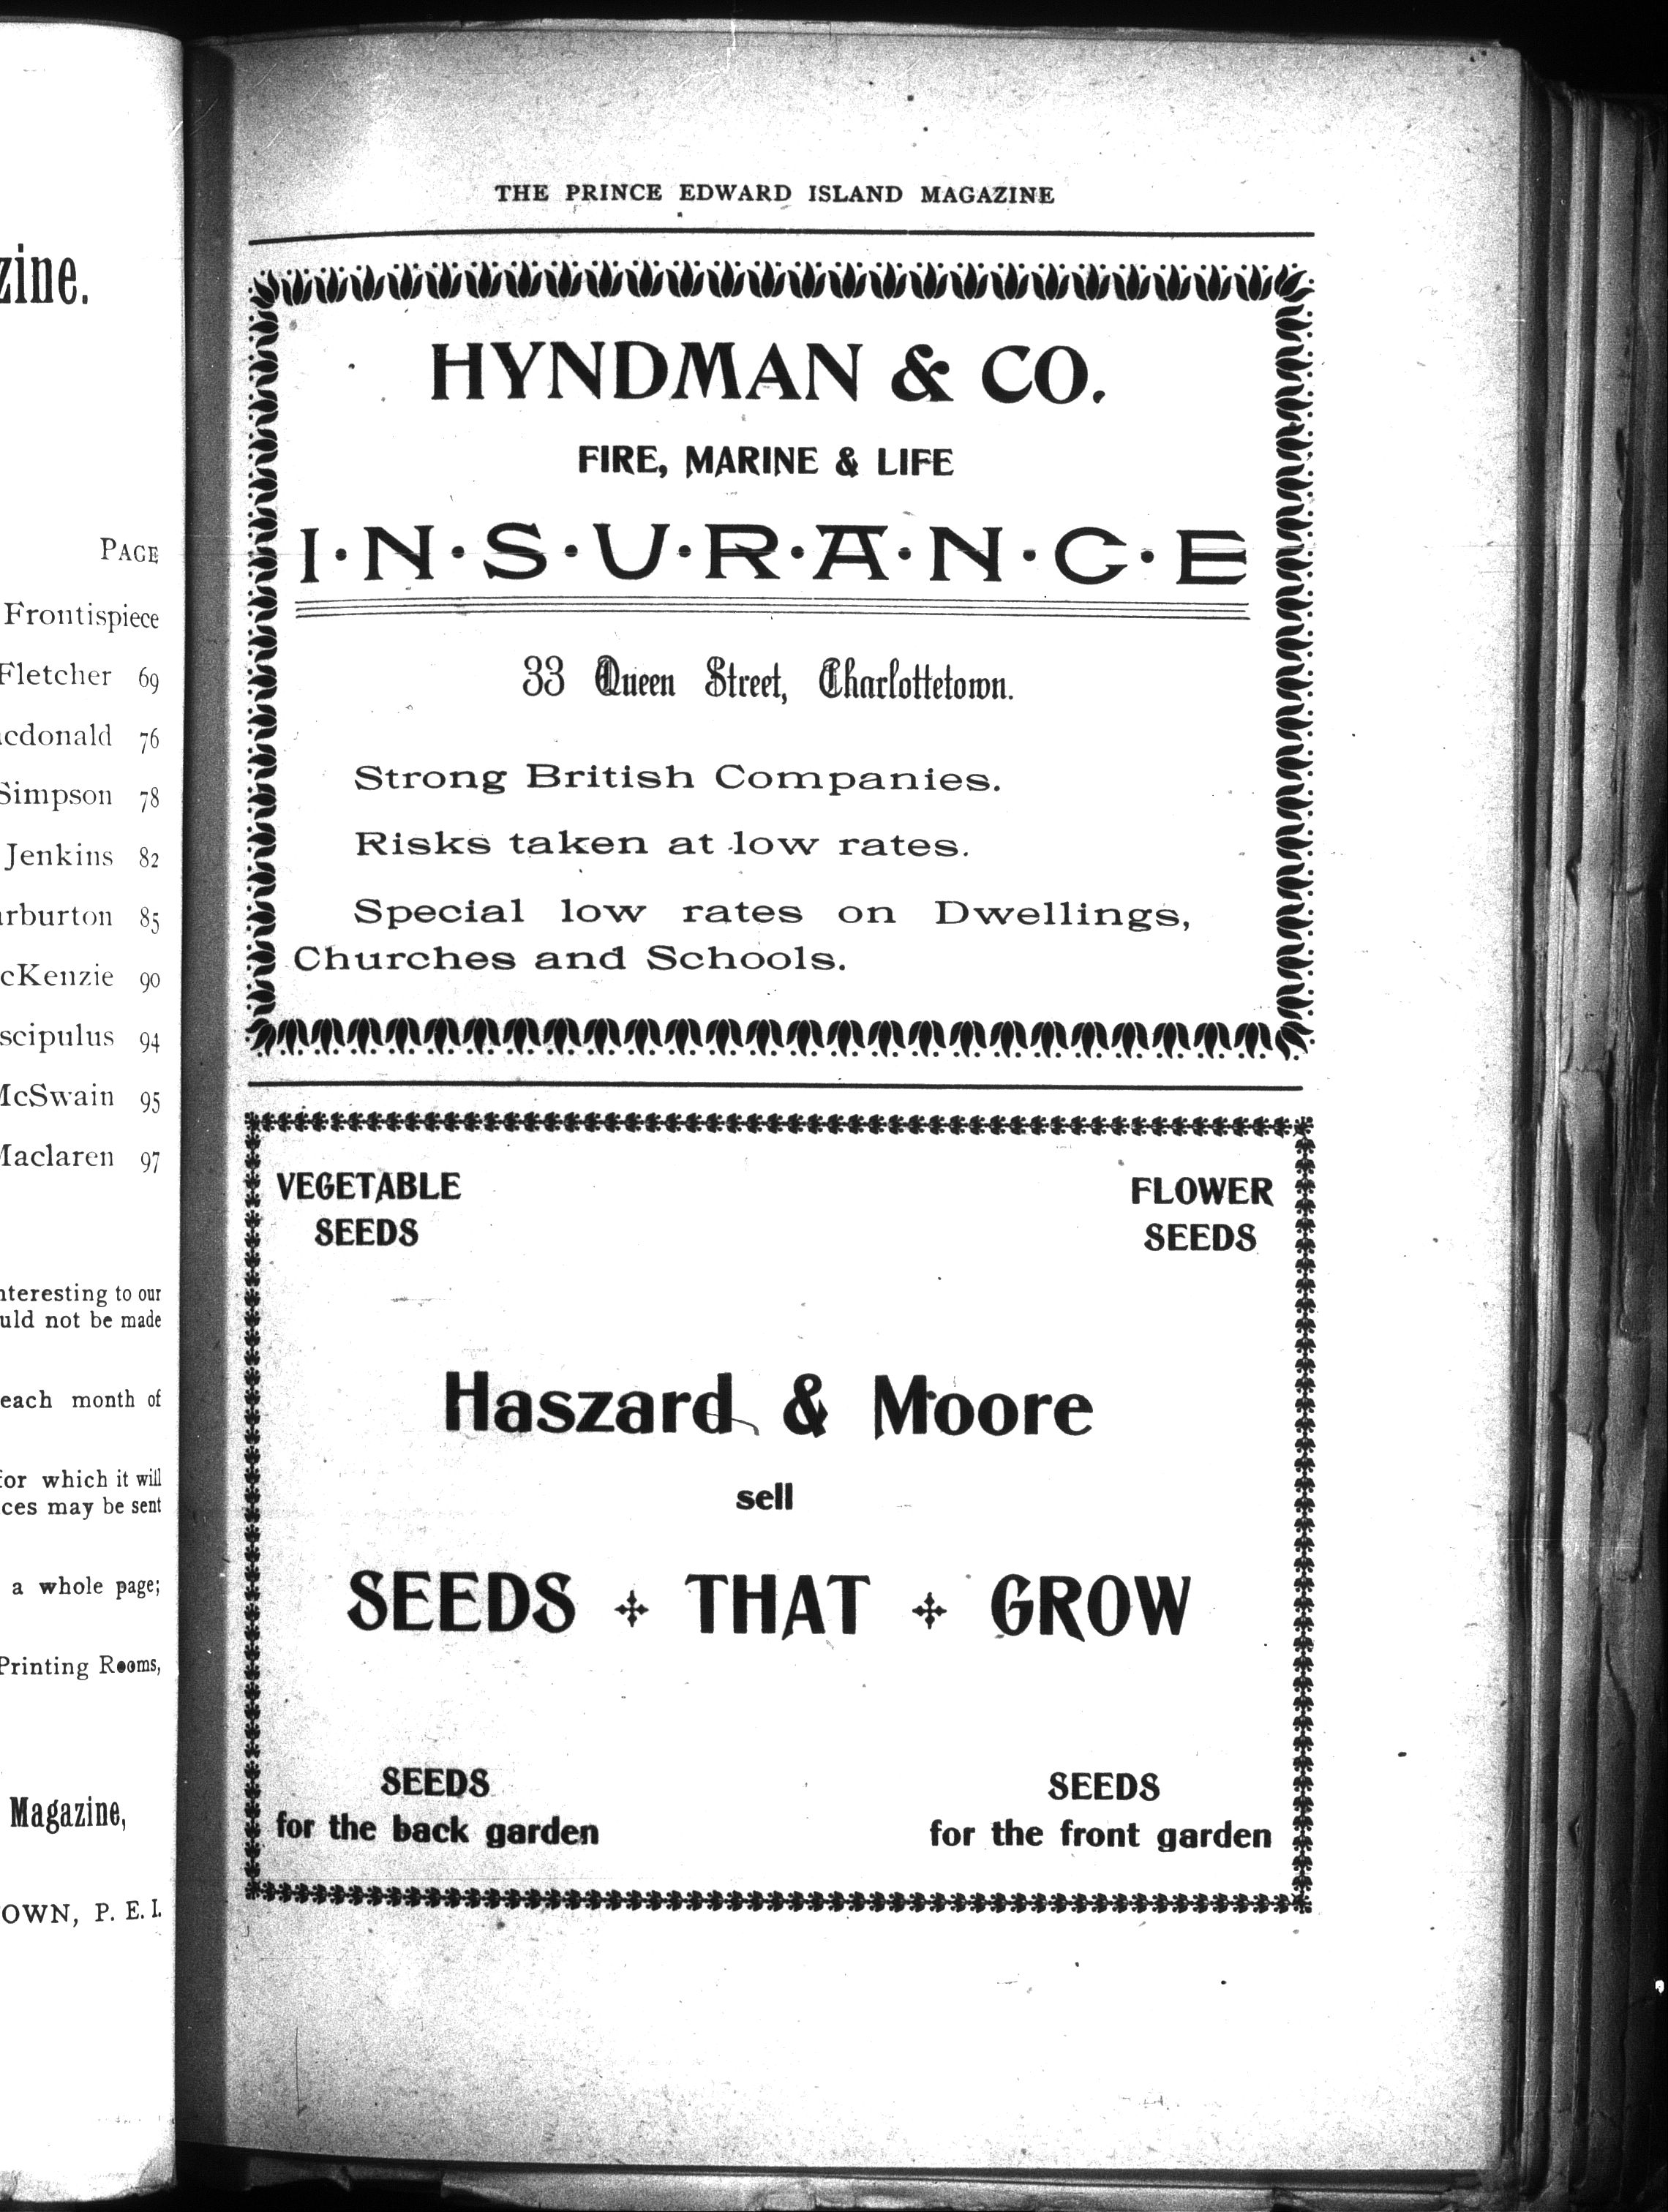 zine.
PAGE
Frontispiece
Fletcher 69
acdonald 76
Simpson 78
Jenkins 82
arburton 85
cKenzie 90
scipulus 94
McSwain 95
Maclaren 97
nteresting to our
uld not be made
each month of
for which it will
ces may be sent
a whole page;
Printing Rooms,
Magazine,
OWN, P. E. I.
THE PRINCE EDWARD ISLAND MAGAZINE
HYNDMAN & CO.
FIRE, MARINE & LIFE
I·N·S·U·R·A·N·C·E
33 Queen Street, Charlottetown.
Strong British Companies.
Risks taken at low rates.
Special low rates on Dwellings,
Churches and Schools.
VEGETABLE
SEEDS
FLOWER
SEEDS
Haszard & Moore
sell
SEEDS THAT GROW
SEEDS
for the back garden
SEEDS
for the front garden